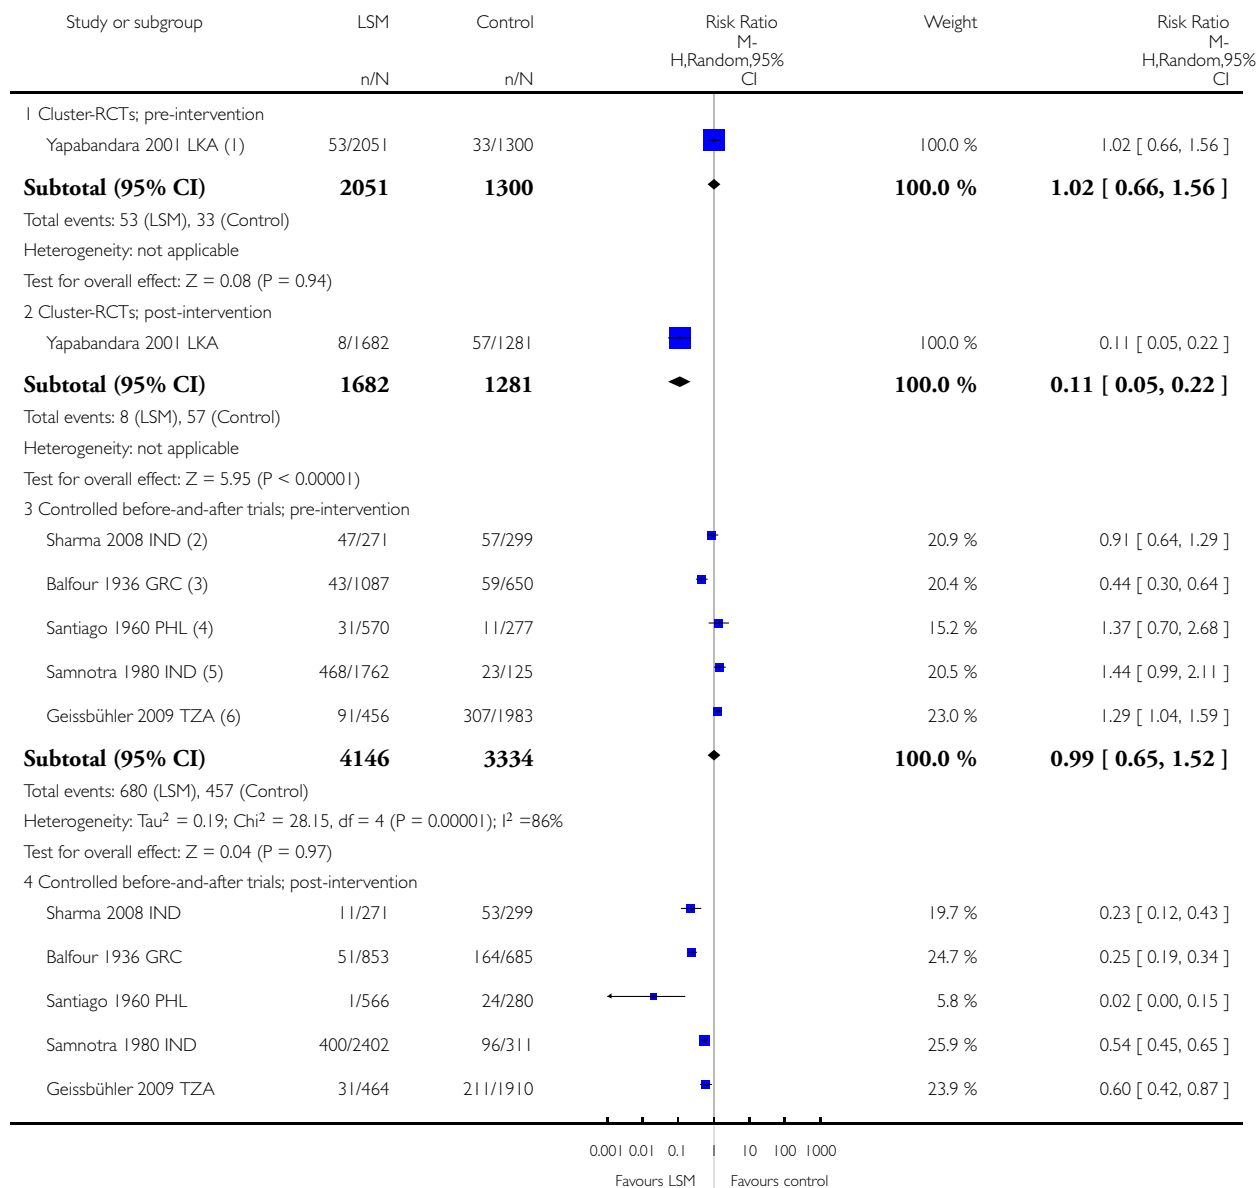 Study or subgroup LSM Control Risk Ratio Weight Risk Ratio
M- M-
H,Random,95% H,Random,95%
n/N n/N CI CI
1 Cluster-RCTs; pre-intervention
Yapabandara 2001 LKA (1) 53/2051 33/1300 100.0 % 1.02 [ 0.66, 1.56 ]
Subtotal (95% CI) 2051 1300 100.0 % 1.02 [ 0.66, 1.56 ]
Total events: 53 (LSM), 33 (Control)
Heterogeneity: not applicable
Test for overall effect: Z = 0.08 (P = 0.94)
2 Cluster-RCTs; post-intervention
Yapabandara 2001 LKA 8/1682 57/1281 100.0 % 0.11 [ 0.05, 0.22 ]
Subtotal (95% CI) 1682 1281 100.0 % 0.11 [ 0.05, 0.22 ]
Total events: 8 (LSM), 57 (Control)
Heterogeneity: not applicable
Test for overall effect: Z = 5.95 (P < 0.00001)
3 Controlled before-and-after trials; pre-intervention
Sharma 2008 IND (2) 47/271 57/299 20.9 % 0.91 [ 0.64, 1.29 ]
Balfour 1936 GRC (3) 43/1087 59/650 20.4 % 0.44 [ 0.30, 0.64 ]
Santiago 1960 PHL (4) 31/570 11/277 15.2 % 1.37 [ 0.70, 2.68 ]
Samnotra 1980 IND (5) 468/1762 23/125 20.5 % 1.44 [ 0.99, 2.11 ]
Geissbühler 2009 TZA (6) 91/456 307/1983 23.0 % 1.29 [ 1.04, 1.59 ]
Subtotal (95% CI) 4146 3334 100.0 % 0.99 [ 0.65, 1.52 ]
Total events: 680 (LSM), 457 (Control)
Heterogeneity: Tau² = 0.19; Chi² = 28.15, df = 4 (P = 0.00001); I² =86%
Test for overall effect: Z = 0.04 (P = 0.97)
4 Controlled before-and-after trials; post-intervention
Sharma 2008 IND 11/271 53/299 19.7 % 0.23 [ 0.12, 0.43 ]
Balfour 1936 GRC 51/853 164/685 24.7 % 0.25 [ 0.19, 0.34 ]
Santiago 1960 PHL 1/566 24/280 5.8 % 0.02 [ 0.00, 0.15 ]
Samnotra 1980 IND 400/2402 96/311 25.9 % 0.54 [ 0.45, 0.65 ]
Geissbühler 2009 TZA 31/464 211/1910 23.9 % 0.60 [ 0.42, 0.87 ]
0.001 0.01 0.1 1 10 100 1000
Favours LSM Favours control